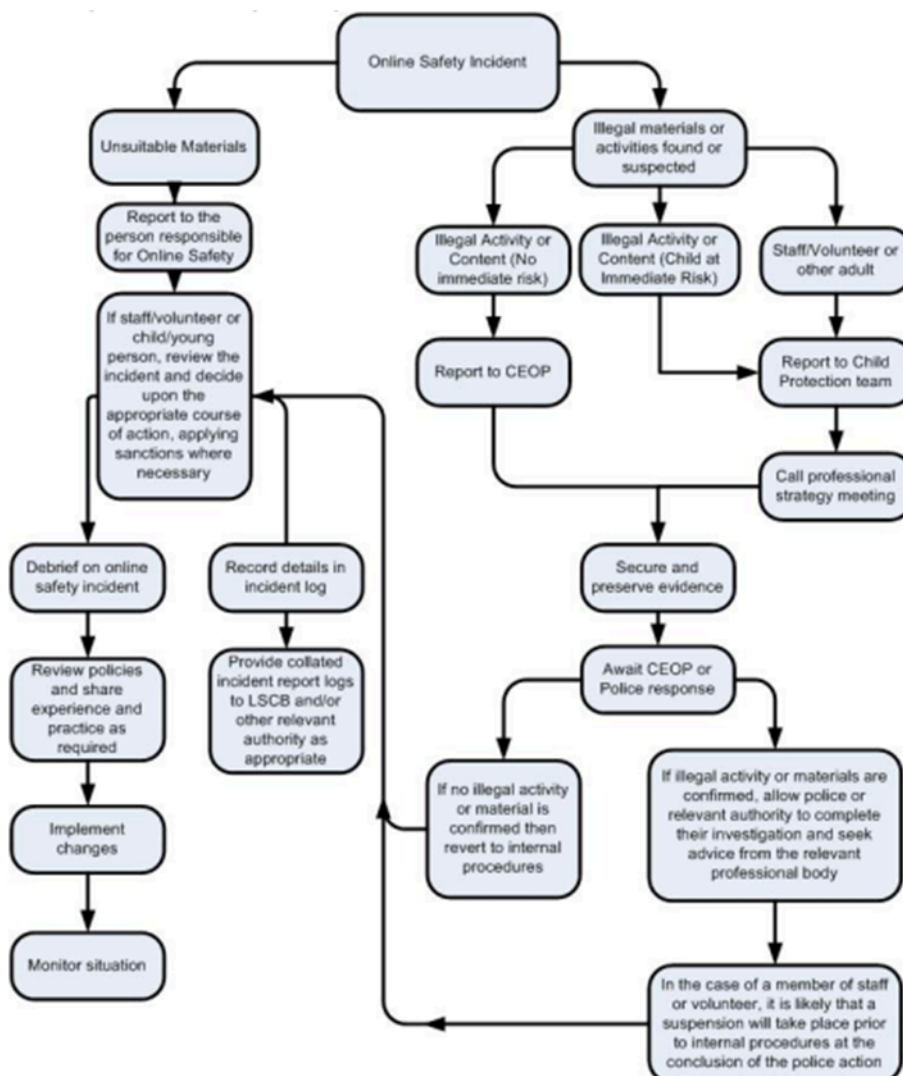 Online Safety Incident
Unsuitable Materials
Illegal materials or
activities found or
suspected
Report to the
person responsible
for Online Safety
Illegal Activity or
Content (No
immediate risk)
Illegal Activity or
Content (Child at
Immediate Risk)
Staff/Volunteer or
other adult
If staff/volunteer or
child/young
person, review the
incident and decide
upon the
appropriate course
of action, applying
sanctions where
necessary
Report to CEOP
Report to Child
Protection team
Call professional
strategy meeting
Debrief on online
safety incident
Record details in
incident log
Secure and
preserve evidence
Review policies
and share
experience and
practice as
required
Provide collated
incident report logs
to LSCB and/or
other relevant
authority as
appropriate
Await CEOP or
Police response
If no illegal activity
or material is
confirmed then
revert to internal
procedures
If illegal activity or materials are
confirmed, allow police or
relevant authority to complete
their investigation and seek
advice from the relevant
professional body
Implement
changes
Monitor situation
In the case of a member of staff
or volunteer, it is likely that a
suspension will take place prior
to internal procedures at the
conclusion of the police action